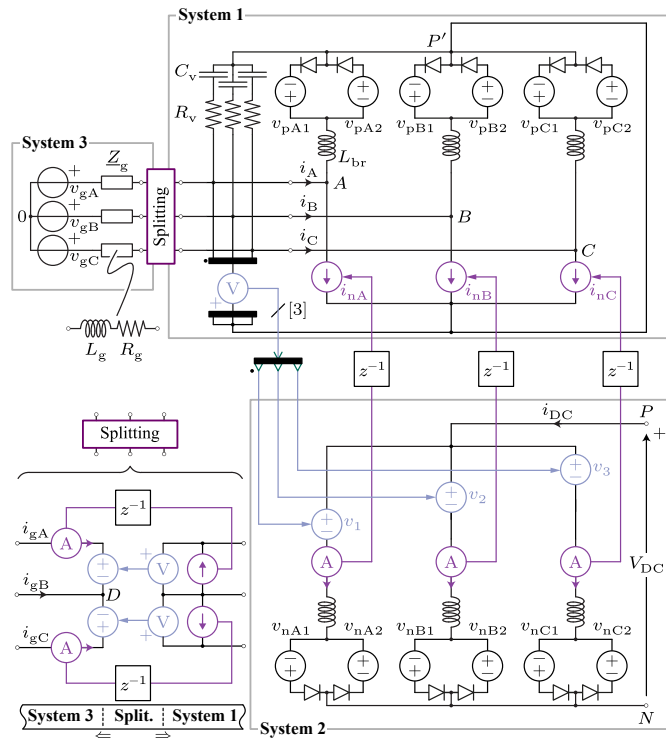 System 1
P′
C_v
R_v
v_pA1 v_pA2 v_pB1 v_pB2 v_pC1 v_pC2
L_br
System 3
Z_g
v_gA
0
v_gB
v_gC
Splitting
i_A
A
i_B
B
i_C
C
V
+
[3]
i_nA i_nB i_nC
L_g R_g
z⁻¹ z⁻¹ z⁻¹
i_DC P
+
v_3
v_2
v_1
A A A
V_DC
v_nA1 v_nA2 v_nB1 v_nB2 v_nC1 v_nC2
N
System 2
Splitting
z⁻¹
i_gA A + V
i_gB D
i_gC A + V
z⁻¹
System 3 Split. System 1